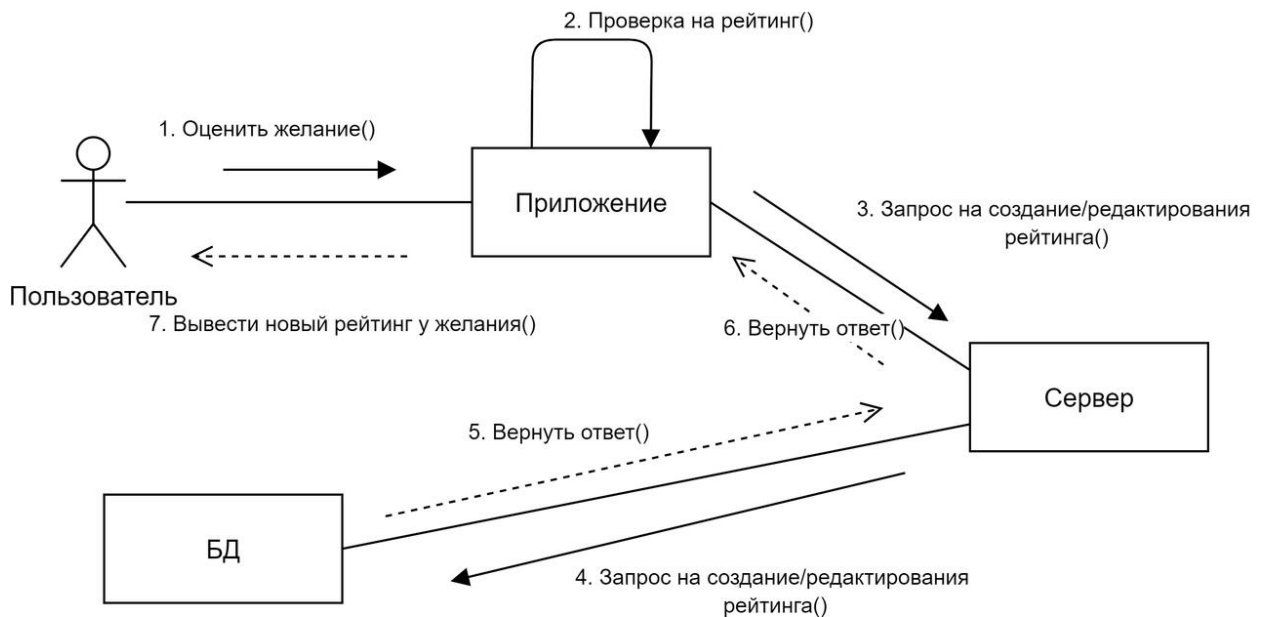 2. Проверка на рейтинг()
1. Оценить желание()
Приложение
3. Запрос на создание/редактирования
рейтинга()
Пользователь
7. Вывести новый рейтинг у желания()
6. Вернуть ответ()
Сервер
5. Вернуть ответ()
БД
4. Запрос на создание/редактирования
рейтинга()